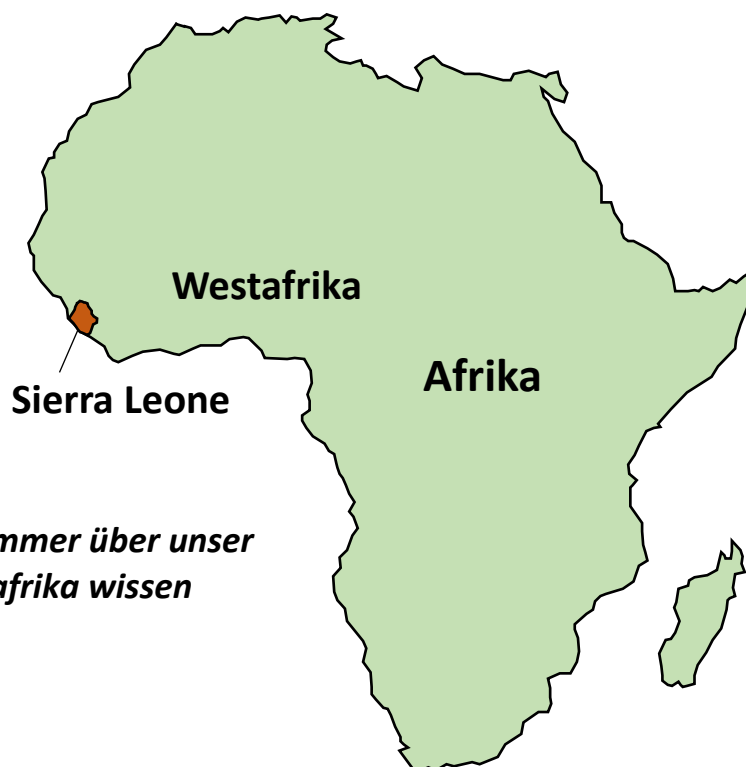 Westafrika
Afrika
Sierra Leone
mmer über unser
afrika wissen